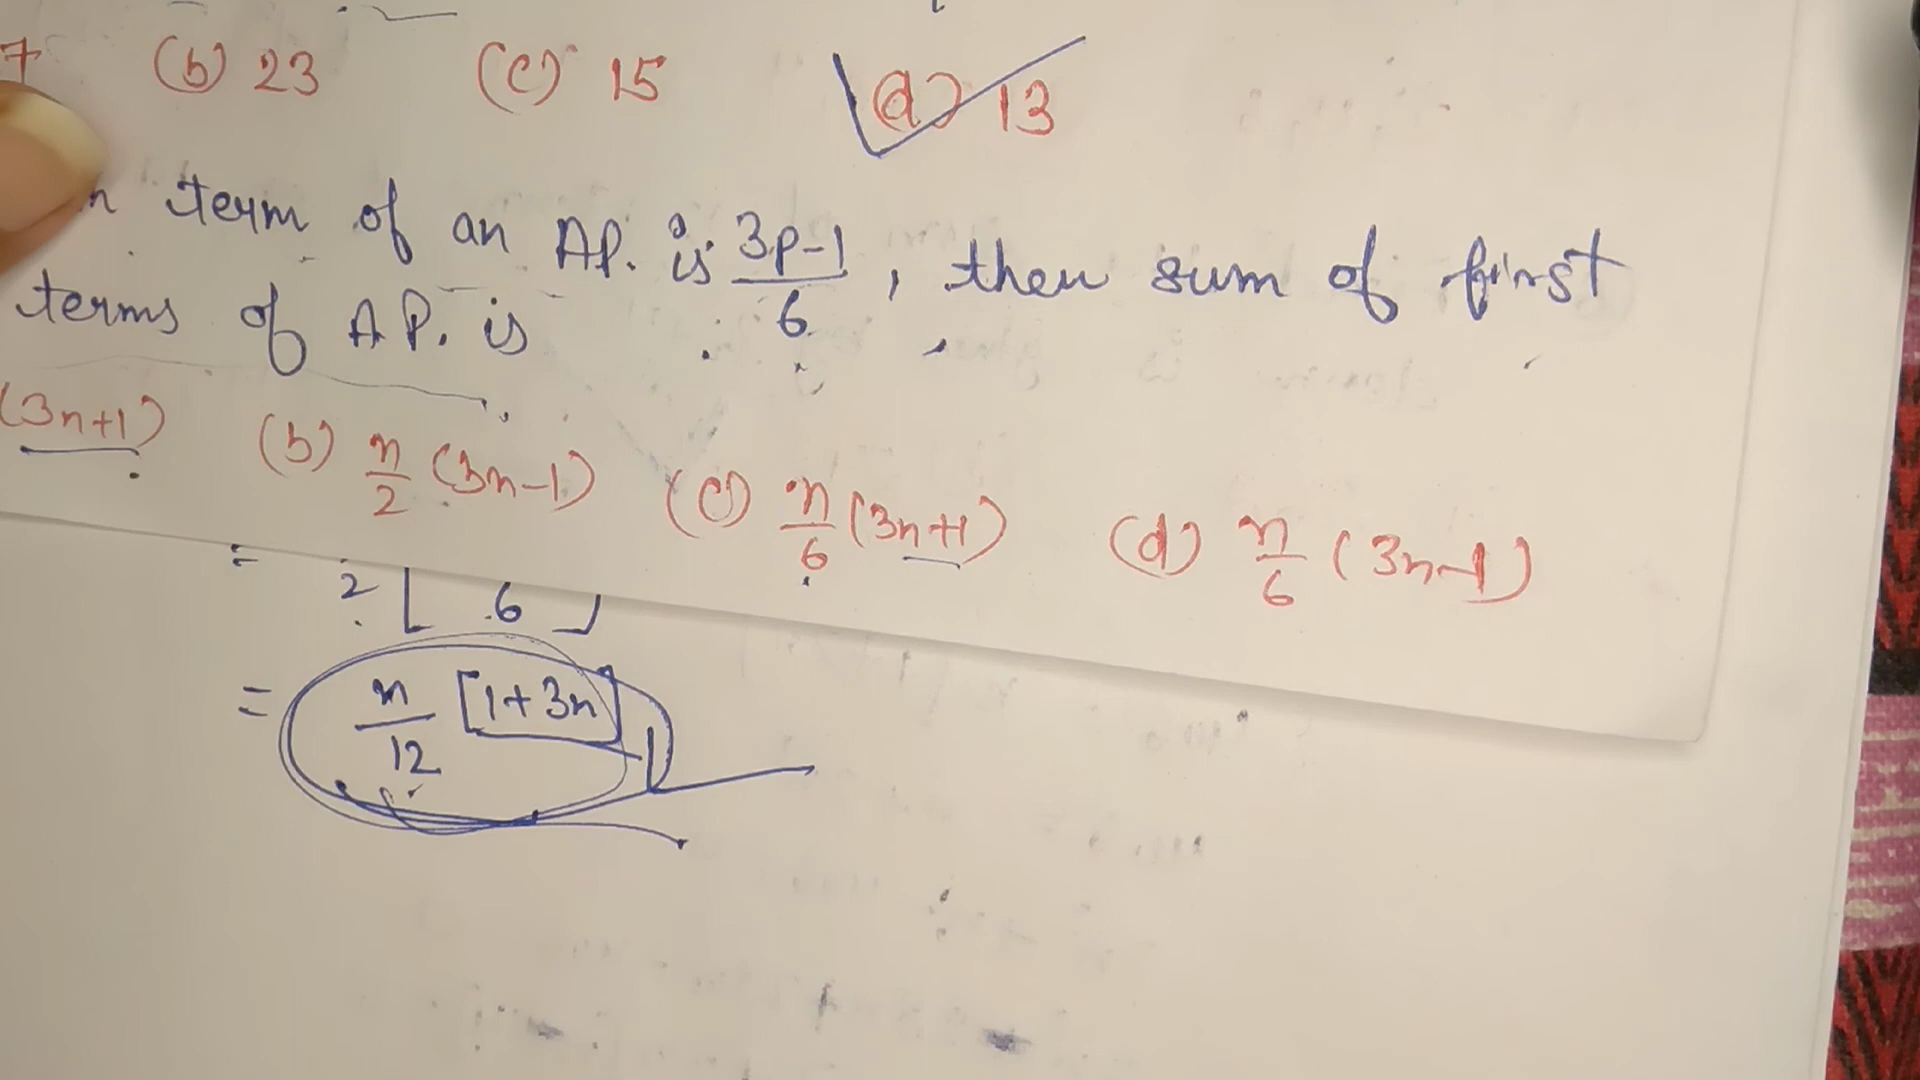 7 (b) 23 (c) 15 (d) 13
term of an AP. is 3p-1/6, then sum of first
terms of AP. is
(3n+1) (b) n/2 (3n-1) (c) n/6 (3n+1) (d) n/6 (3n-1)
= 2 [ 6 ]
= n/12 [1+3n]